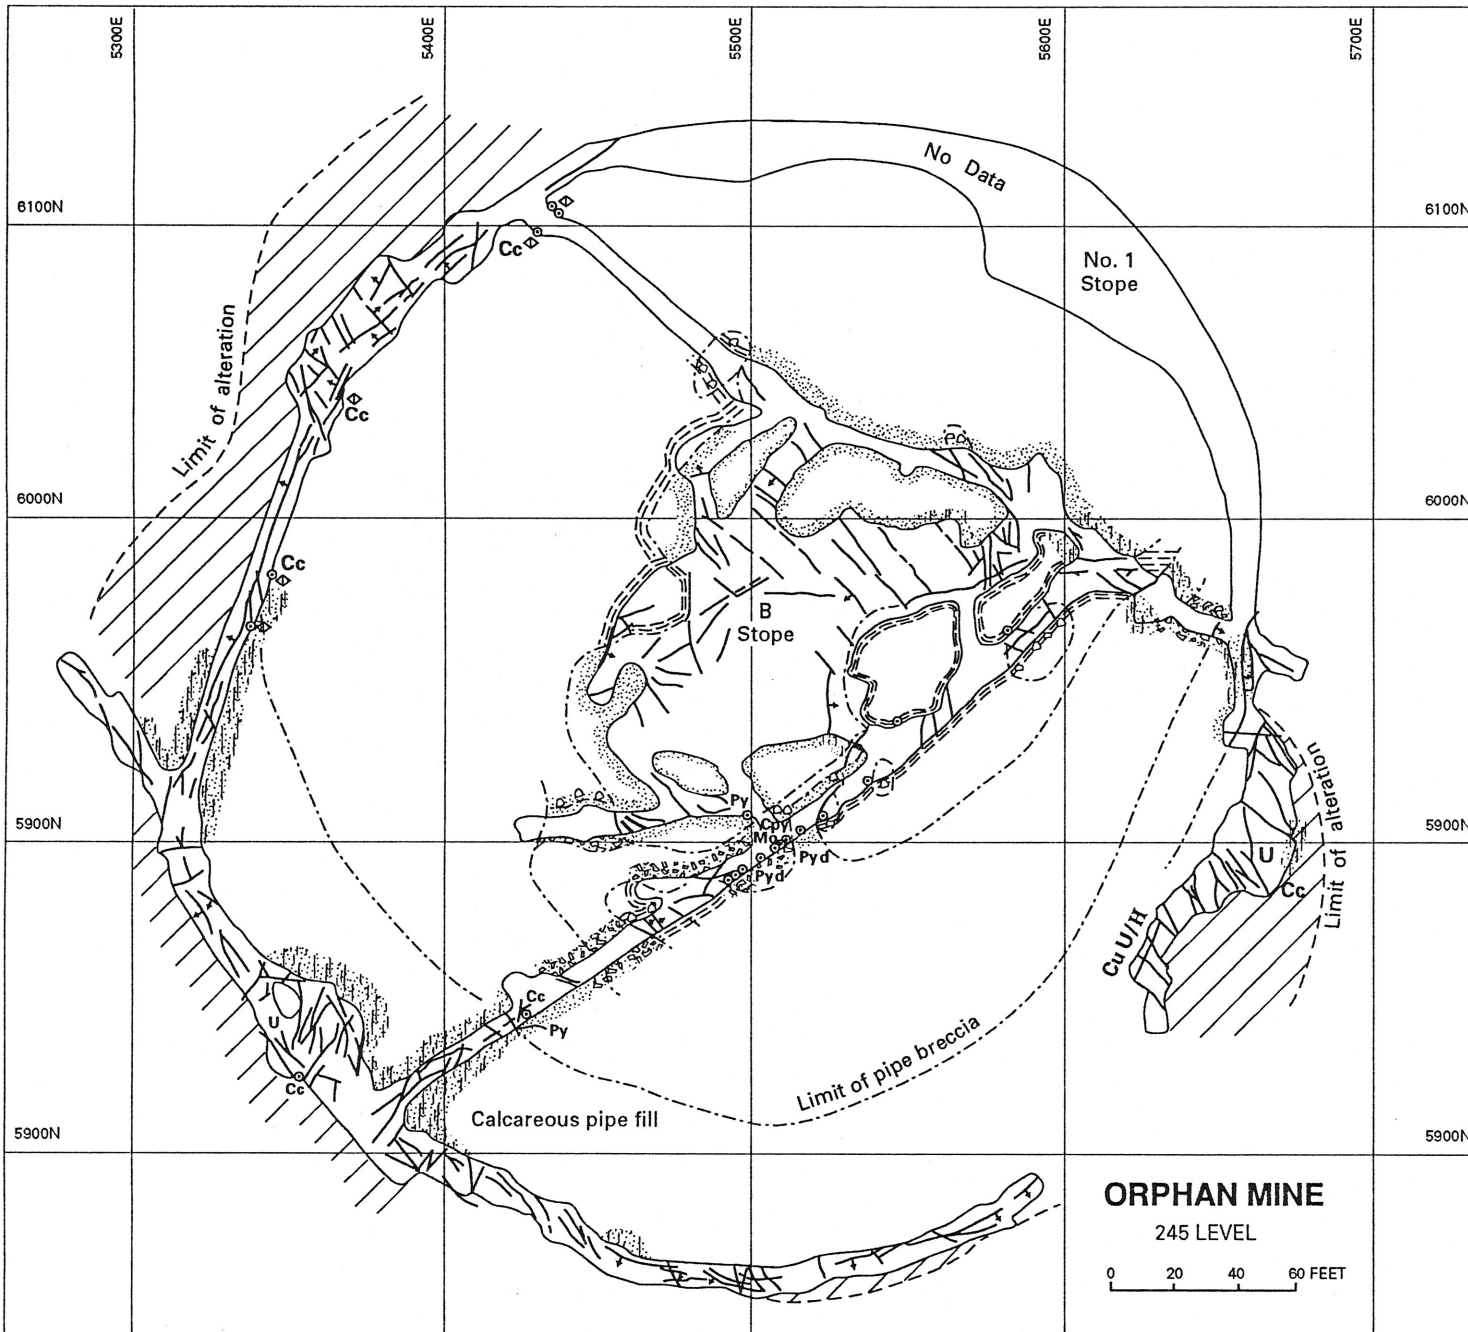 5300E
5400E
5500E
5600E
5700E
No Data
6100N
6100N
Cc
No. 1
Stope
Limit of alteration
Cc
6000N
6000N
Cc
B
Stope
Py
Cpy
Mo
5900N
5900N
Pyd
Pyd
U
Cc
Limit of alteration
Cu U/H
Cc
U
Py
Cc
Limit of pipe breccia
Calcareous pipe fill
5900N
5900N
ORPHAN MINE
245 LEVEL
0 20 40 60 FEET